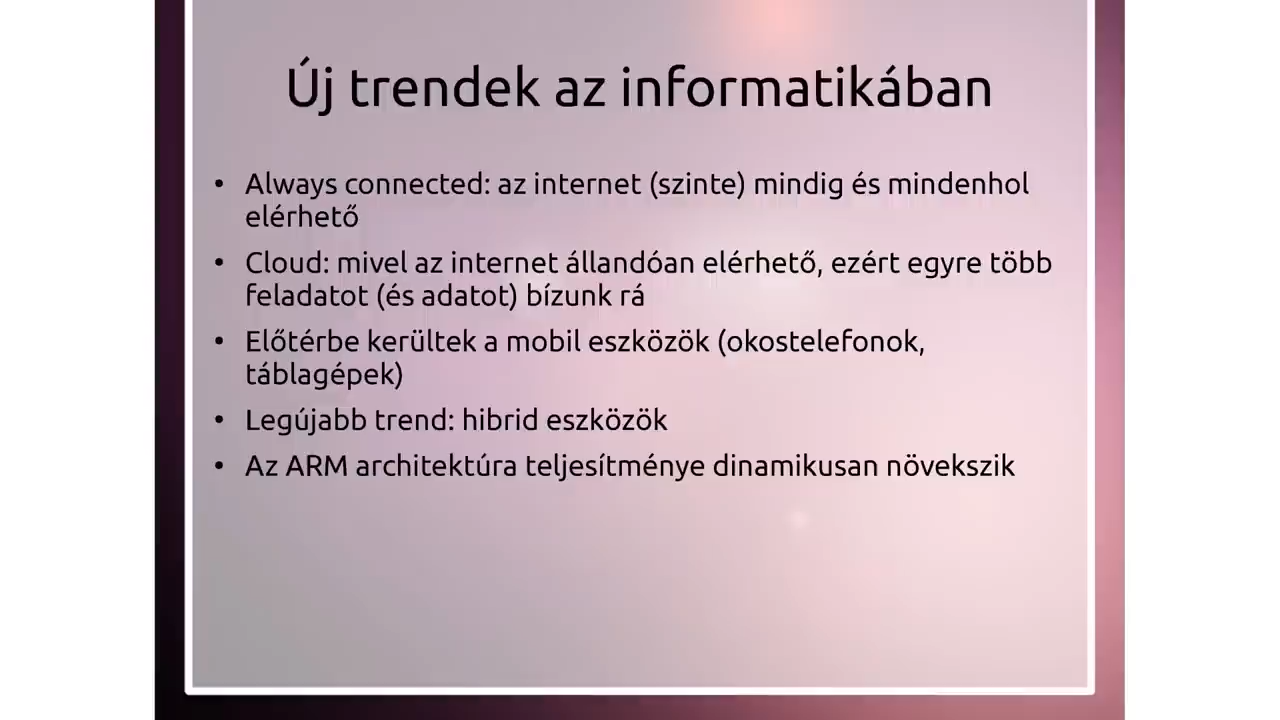 Új trendek az informatikában
• Always connected: az internet (szinte) mindig és mindenhol
elérhető
• Cloud: mivel az internet állandóan elérhető, ezért egyre több
feladatot (és adatot) bízunk rá
• Előtérbe kerültek a mobil eszközök (okostelefonok,
táblagépek)
• Legújabb trend: hibrid eszközök
• Az ARM architektúra teljesítménye dinamikusan növekszik